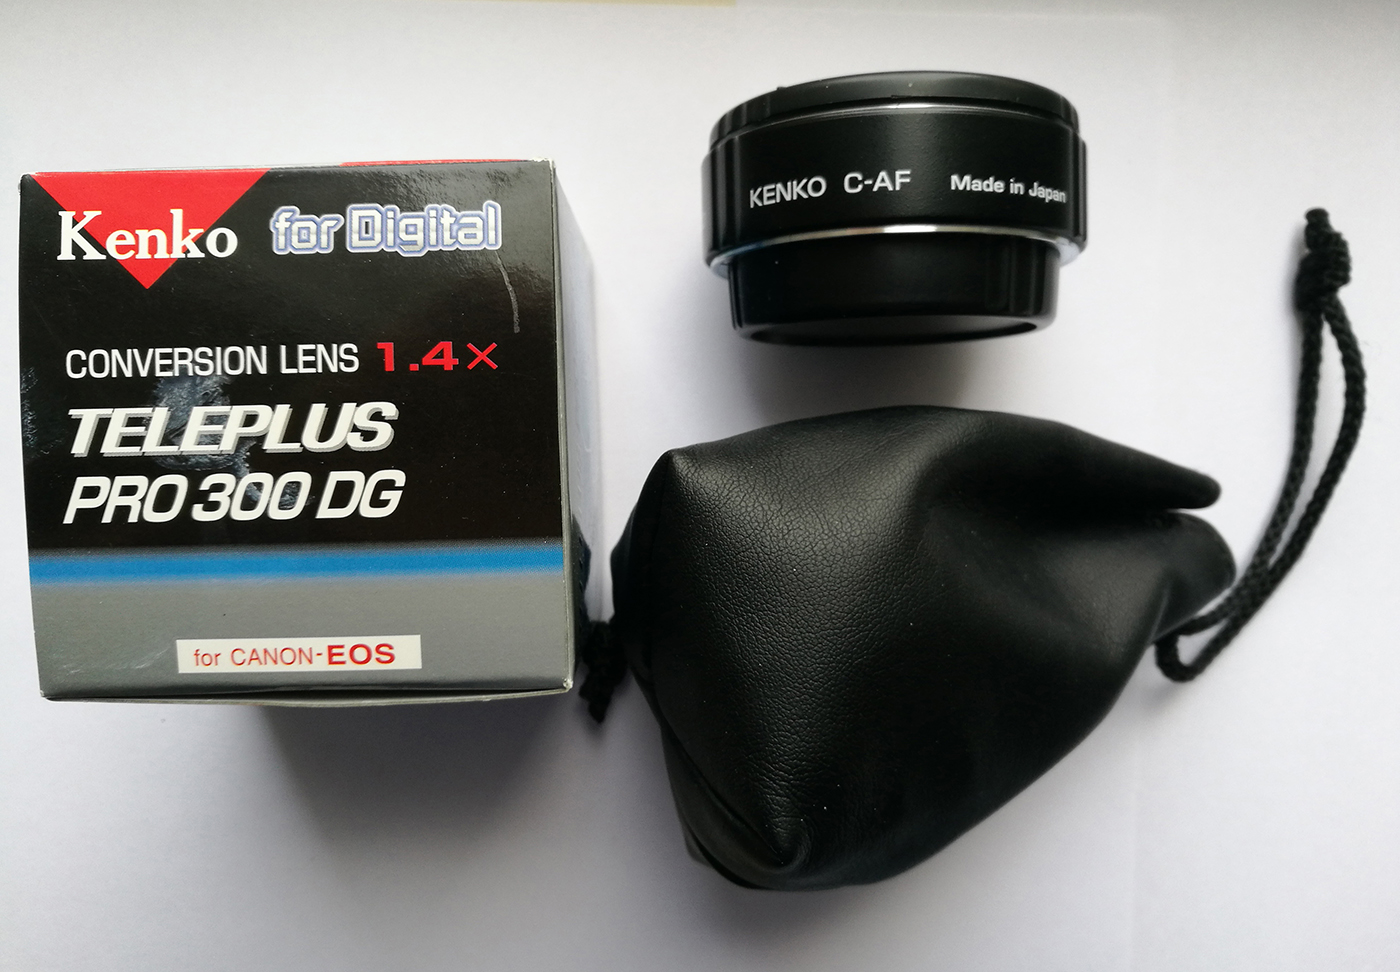 Kenko for Digital
CONVERSION LENS 1.4×
TELEPLUS
PRO 300 DG
for CANON-EOS
KENKO C-AF Made in Japan